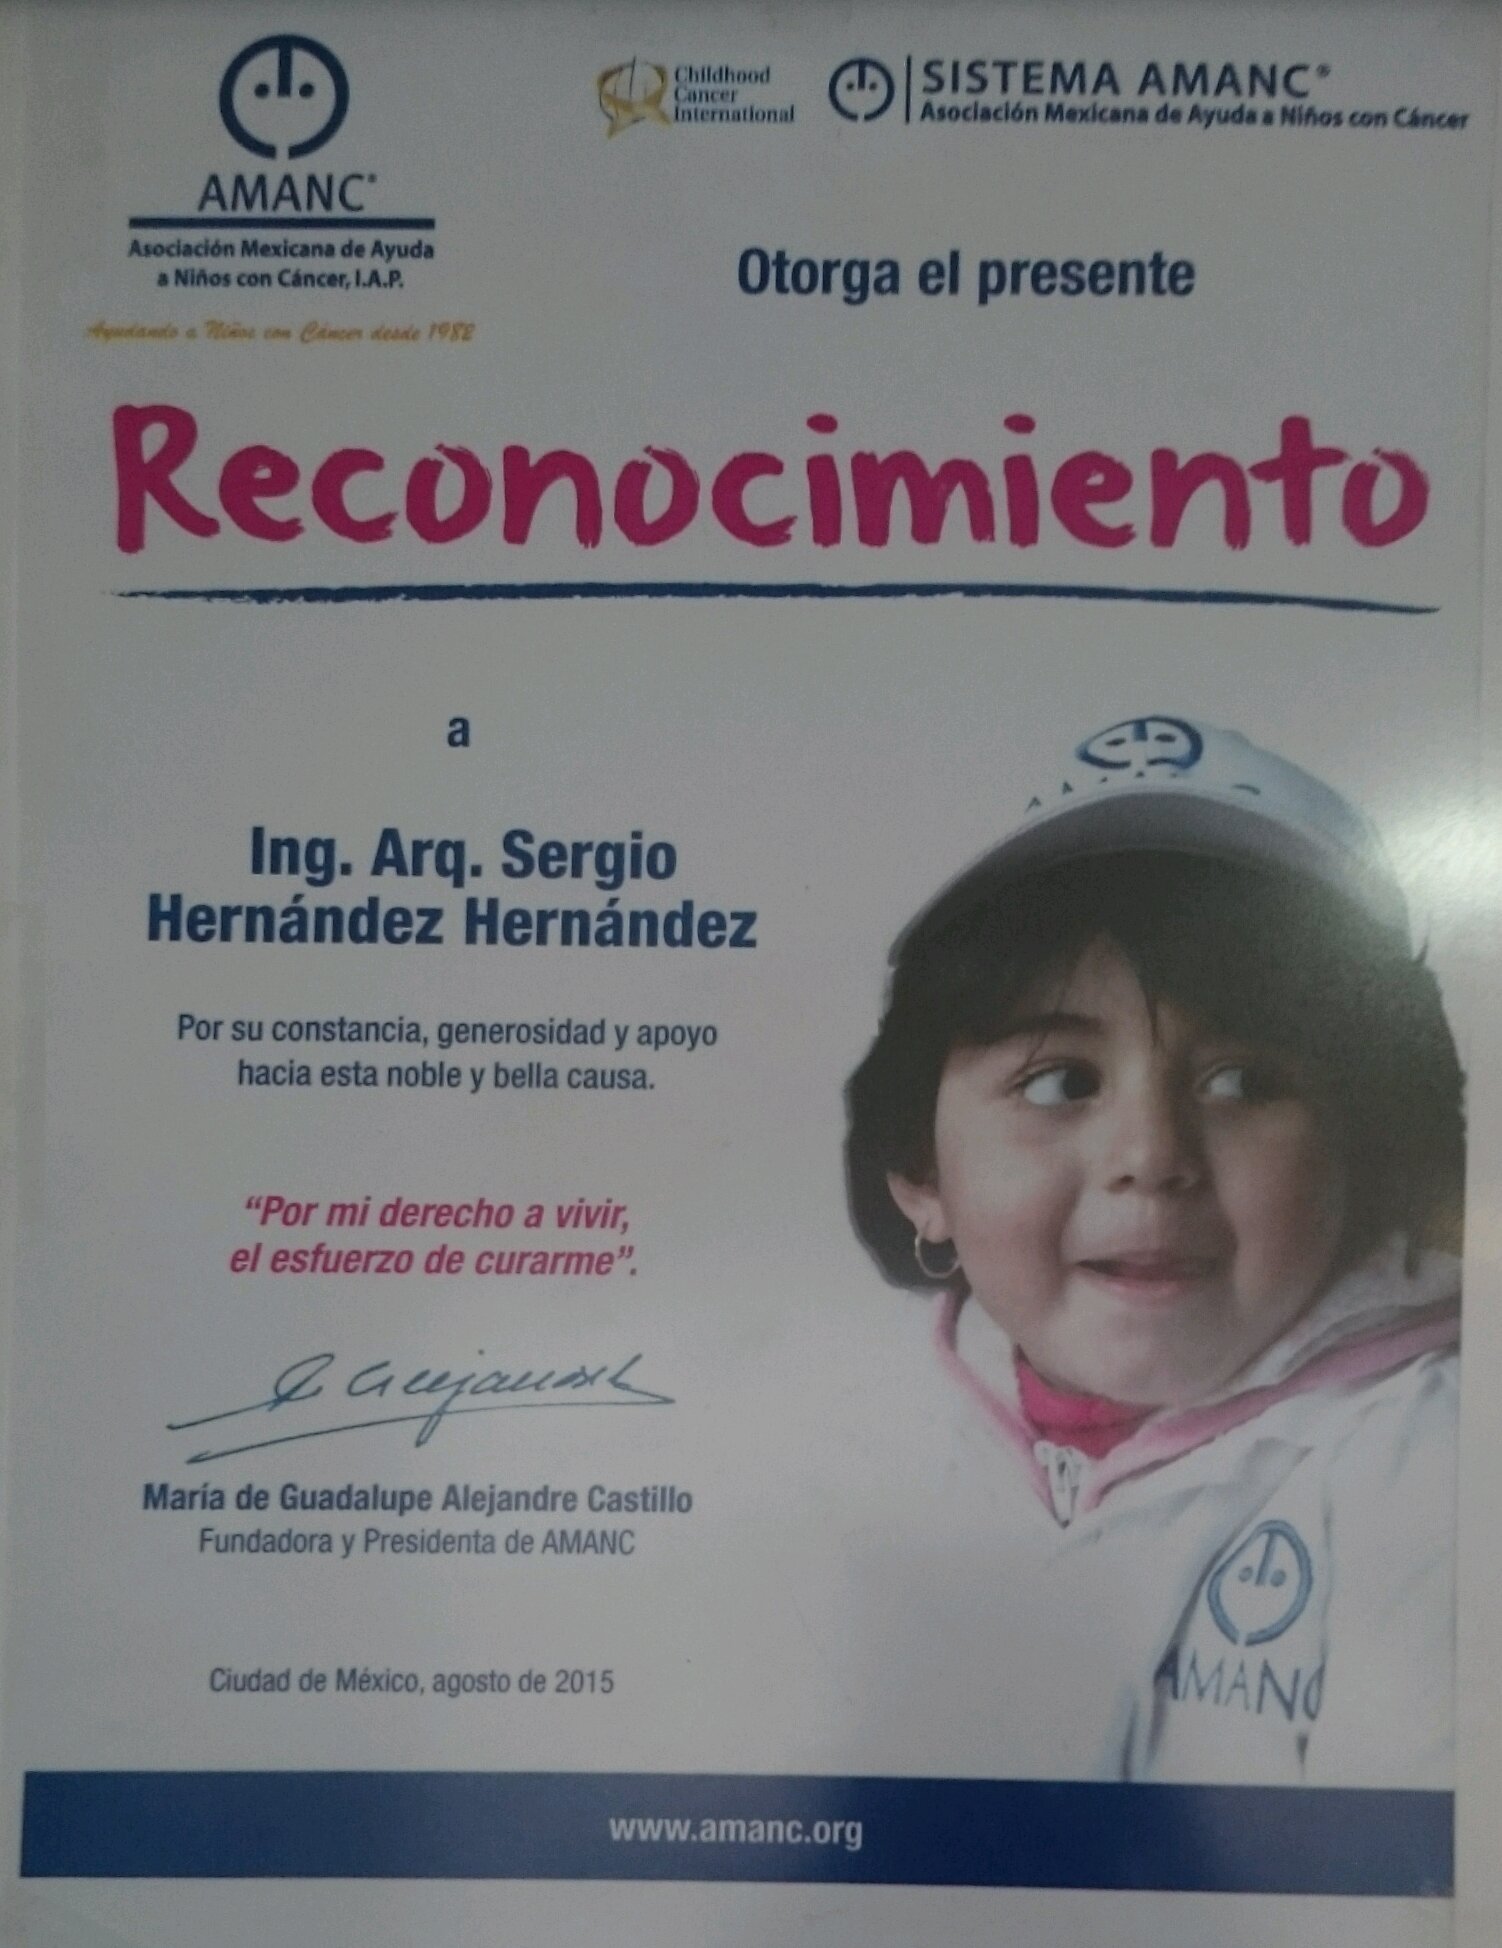 AMANC®
Asociación Mexicana de Ayuda
a Niños con Cáncer, I.A.P.
Ayudando a Niños con Cáncer desde 1982
Childhood
Cancer
International
SISTEMA AMANC®
Asociación Mexicana de Ayuda a Niños con Cáncer
Otorga el presente
Reconocimiento
a
Ing. Arq. Sergio
Hernández Hernández
Por su constancia, generosidad y apoyo
hacia esta noble y bella causa.
“Por mi derecho a vivir,
el esfuerzo de curarme”.
María de Guadalupe Alejandre Castillo
Fundadora y Presidenta de AMANC
Ciudad de México, agosto de 2015
AMANC
www.amanc.org